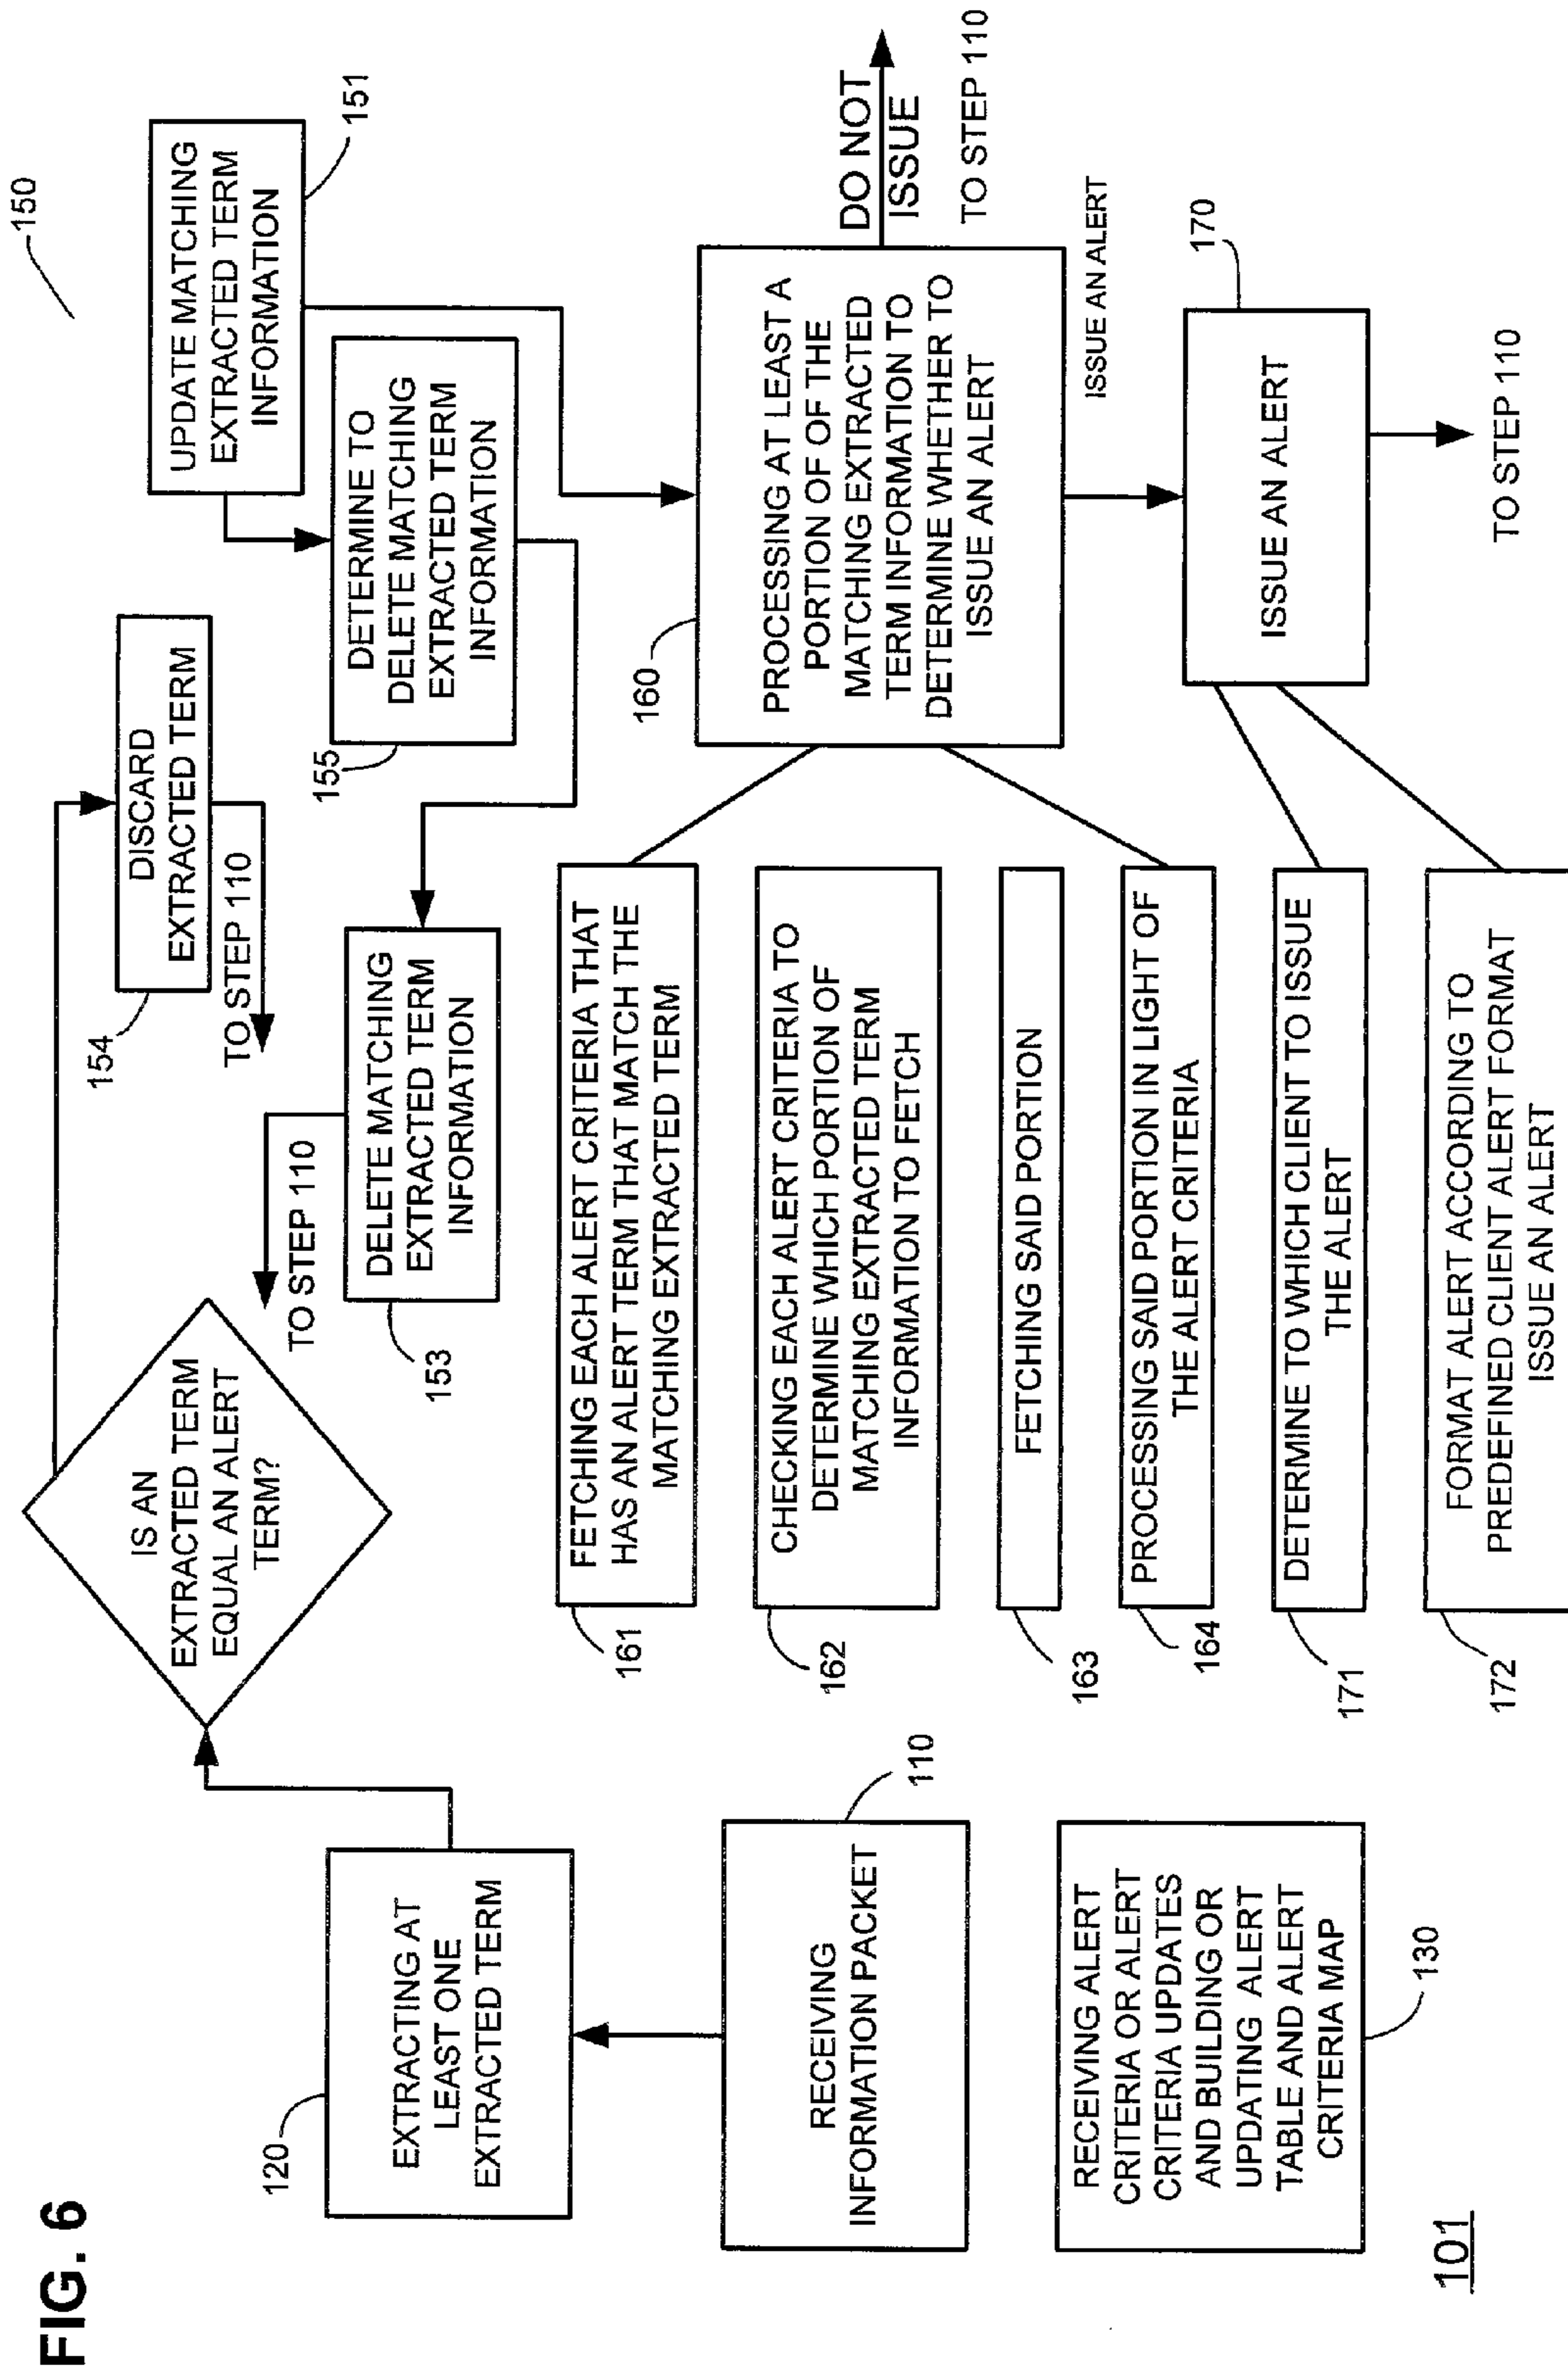 FIG. 6
101
150
120
EXTRACTING AT
LEAST ONE
EXTRACTED TERM
RECEIVING
INFORMATION PACKET
110
RECEIVING ALERT
CRITERIA OR ALERT
CRITERIA UPDATES
AND BUILDING OR
UPDATING ALERT
TABLE AND ALERT
CRITERIA MAP
130
IS AN
EXTRACTED TERM
EQUAL AN ALERT
TERM?
154
DISCARD
EXTRACTED TERM
TO STEP 110
UPDATE MATCHING
EXTRACTED TERM
INFORMATION
151
155
DETERMINE TO
DELETE MATCHING
EXTRACTED TERM
INFORMATION
TO STEP 110
DELETE MATCHING
EXTRACTED TERM
INFORMATION
153
160
PROCESSING AT LEAST A
PORTION OF OF THE
MATCHING EXTRACTED
TERM INFORMATION TO
DETERMINE WHETHER TO
ISSUE AN ALERT
DO NOT
ISSUE
TO STEP 110
ISSUE AN ALERT
161
FETCHING EACH ALERT CRITERIA THAT
HAS AN ALERT TERM THAT MATCH THE
MATCHING EXTRACTED TERM
162
CHECKING EACH ALERT CRITERIA TO
DETERMINE WHICH PORTION OF
MATCHING EXTRACTED TERM
INFORMATION TO FETCH
163
FETCHING SAID PORTION
164
PROCESSING SAID PORTION IN LIGHT OF
THE ALERT CRITERIA
170
ISSUE AN ALERT
TO STEP 110
171
DETERMINE TO WHICH CLIENT TO ISSUE
THE ALERT
172
FORMAT ALERT ACCORDING TO
PREDEFINED CLIENT ALERT FORMAT
ISSUE AN ALERT